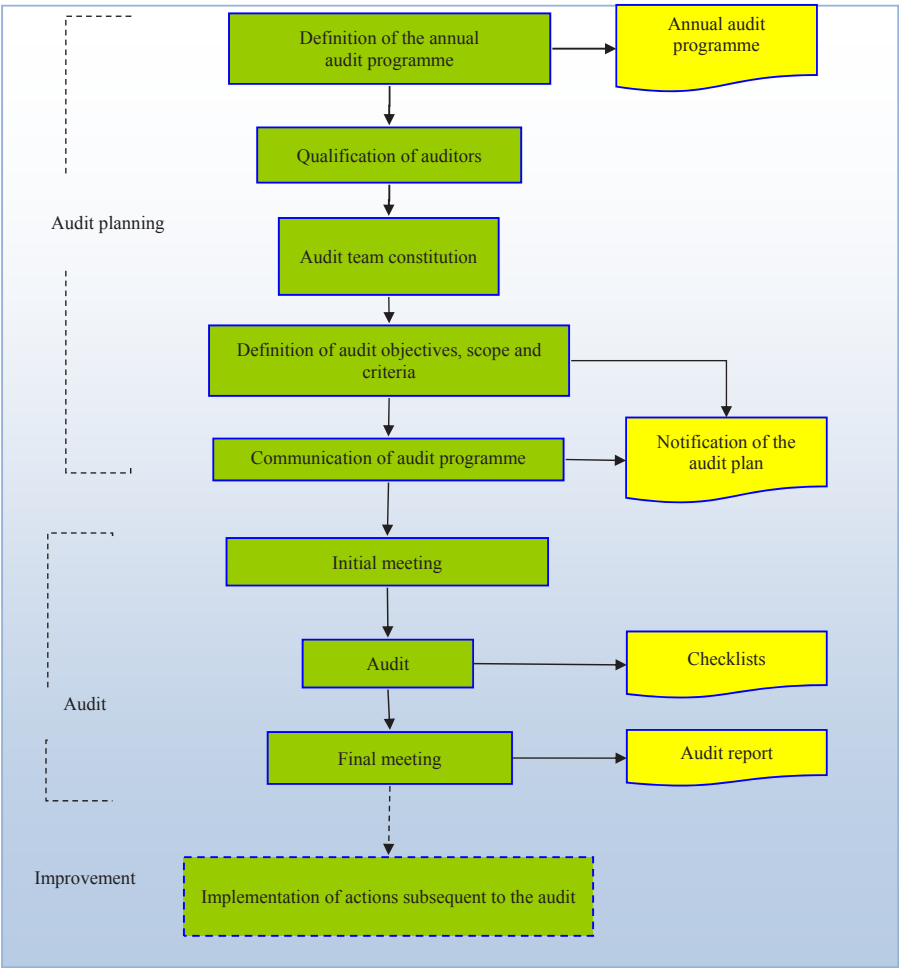 Definition of the annual
audit programme
Annual audit
programme
Qualification of auditors
Audit planning
Audit team constitution
Definition of audit objectives, scope and
criteria
Communication of audit programme
Notification of the
audit plan
Initial meeting
Audit
Checklists
Audit
Final meeting
Audit report
Improvement
Implementation of actions subsequent to the audit